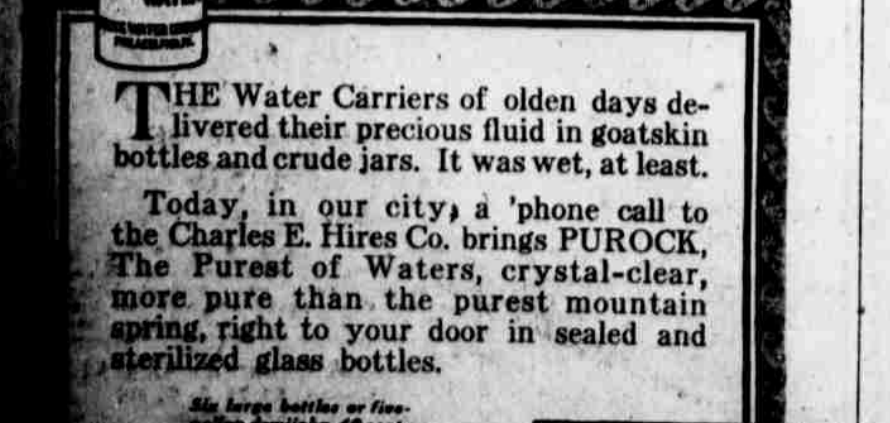 PHILADELPHIA.
THE Water Carriers of olden days de-
livered their precious fluid in goatskin
bottles and crude jars. It was wet, at least.
Today, in our city, a 'phone call to
the Charles E. Hires Co. brings PUROCK,
The Purest of Waters, crystal-clear,
more pure than the purest mountain
spring, right to your door in sealed and
sterilized glass bottles.
Six large bottles or five-